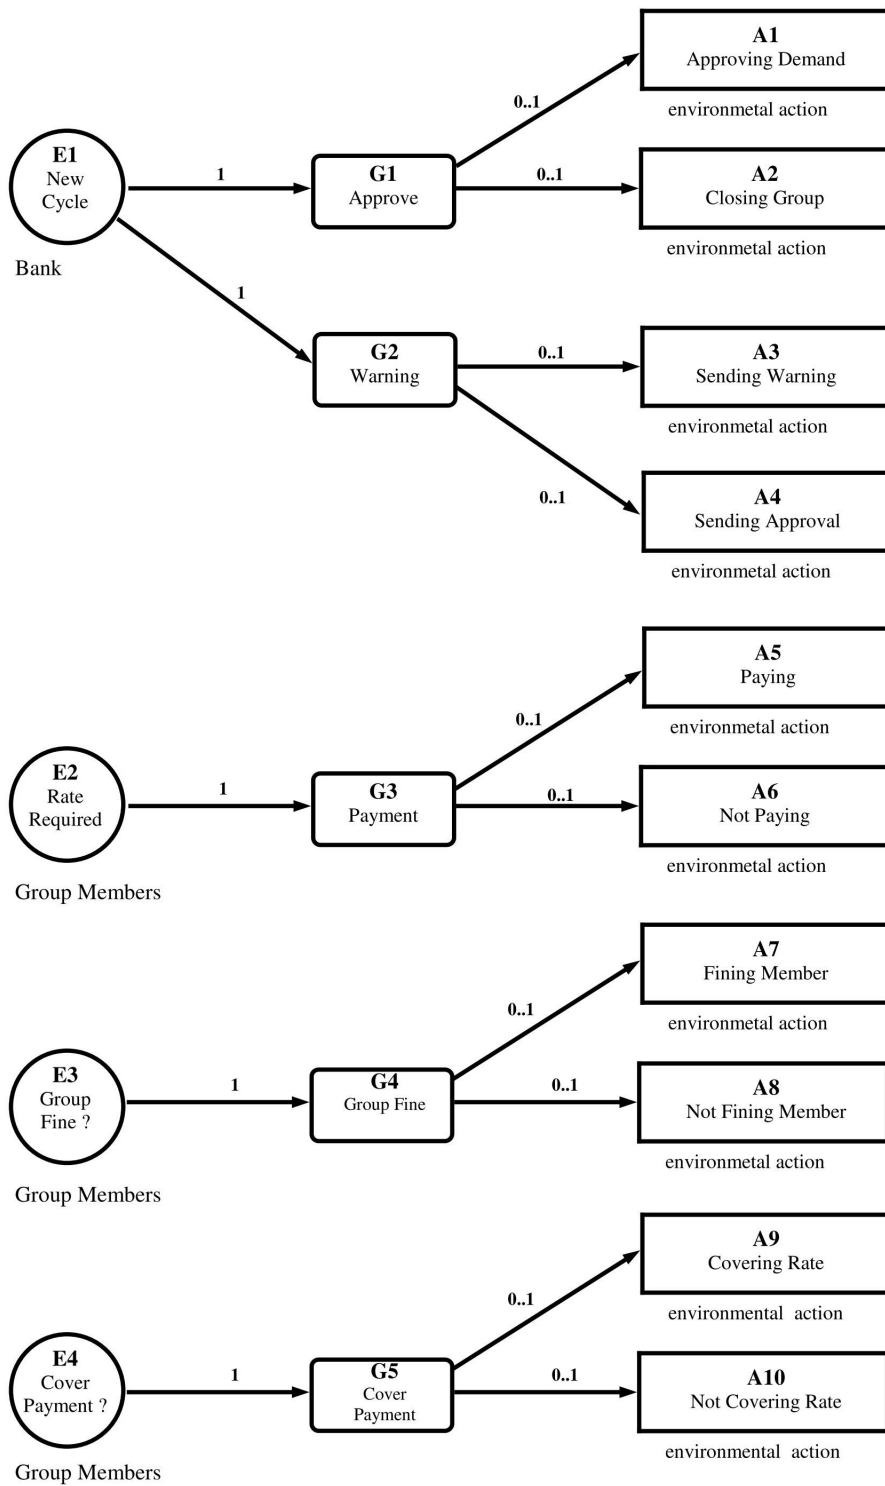 A1
Approving Demand
0..1
environmetal action
E1
New
Cycle
1
G1
Approve
0..1
A2
Closing Group
environmetal action
Bank
1
G2
Warning
0..1
A3
Sending Warning
environmetal action
0..1
A4
Sending Approval
environmetal action
A5
Paying
0..1
environmetal action
E2
Rate
Required
1
G3
Payment
0..1
A6
Not Paying
environmetal action
Group Members
A7
Fining Member
0..1
environmetal action
E3
Group
Fine ?
1
G4
Group Fine
0..1
A8
Not Fining Member
environmetal action
Group Members
A9
Covering Rate
0..1
environmental action
E4
Cover
Payment ?
1
G5
Cover
Payment
0..1
A10
Not Covering Rate
environmental action
Group Members